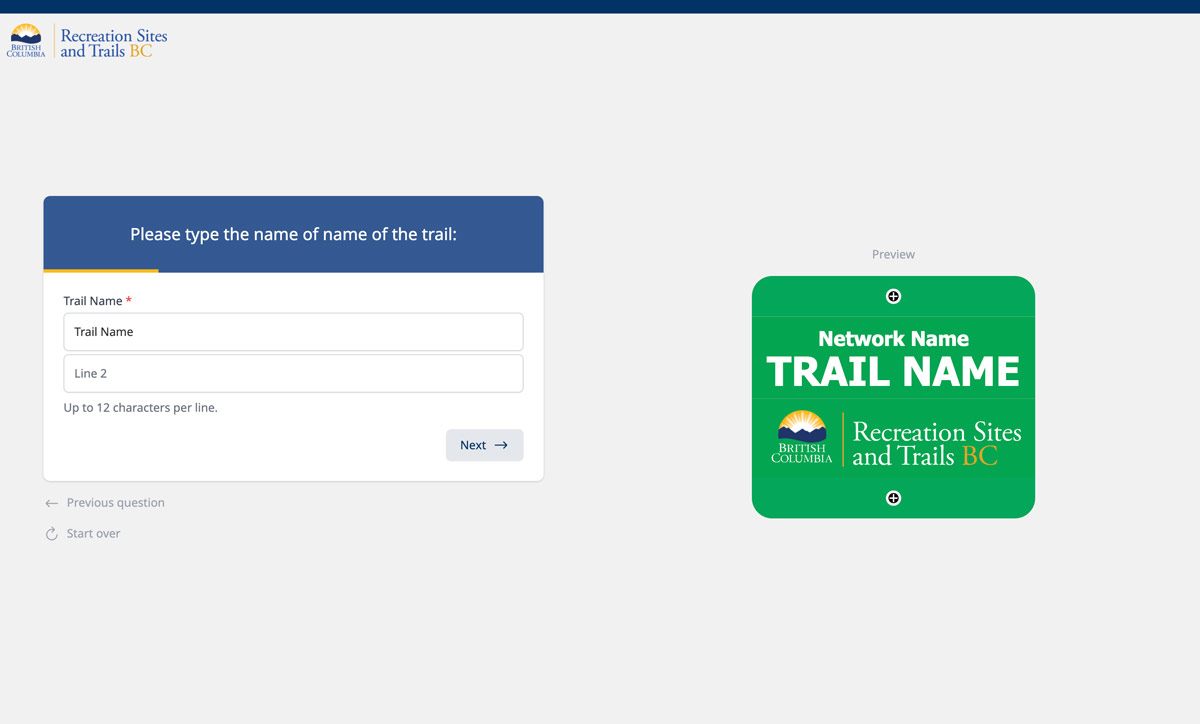 BRITISH
COLUMBIA
Recreation Sites
and Trails BC
Please type the name of name of the trail:
Trail Name *
Trail Name
Line 2
Up to 12 characters per line.
Next
Previous question
Start over
Preview
Network Name
TRAIL NAME
BRITISH
COLUMBIA
Recreation Sites
and Trails BC